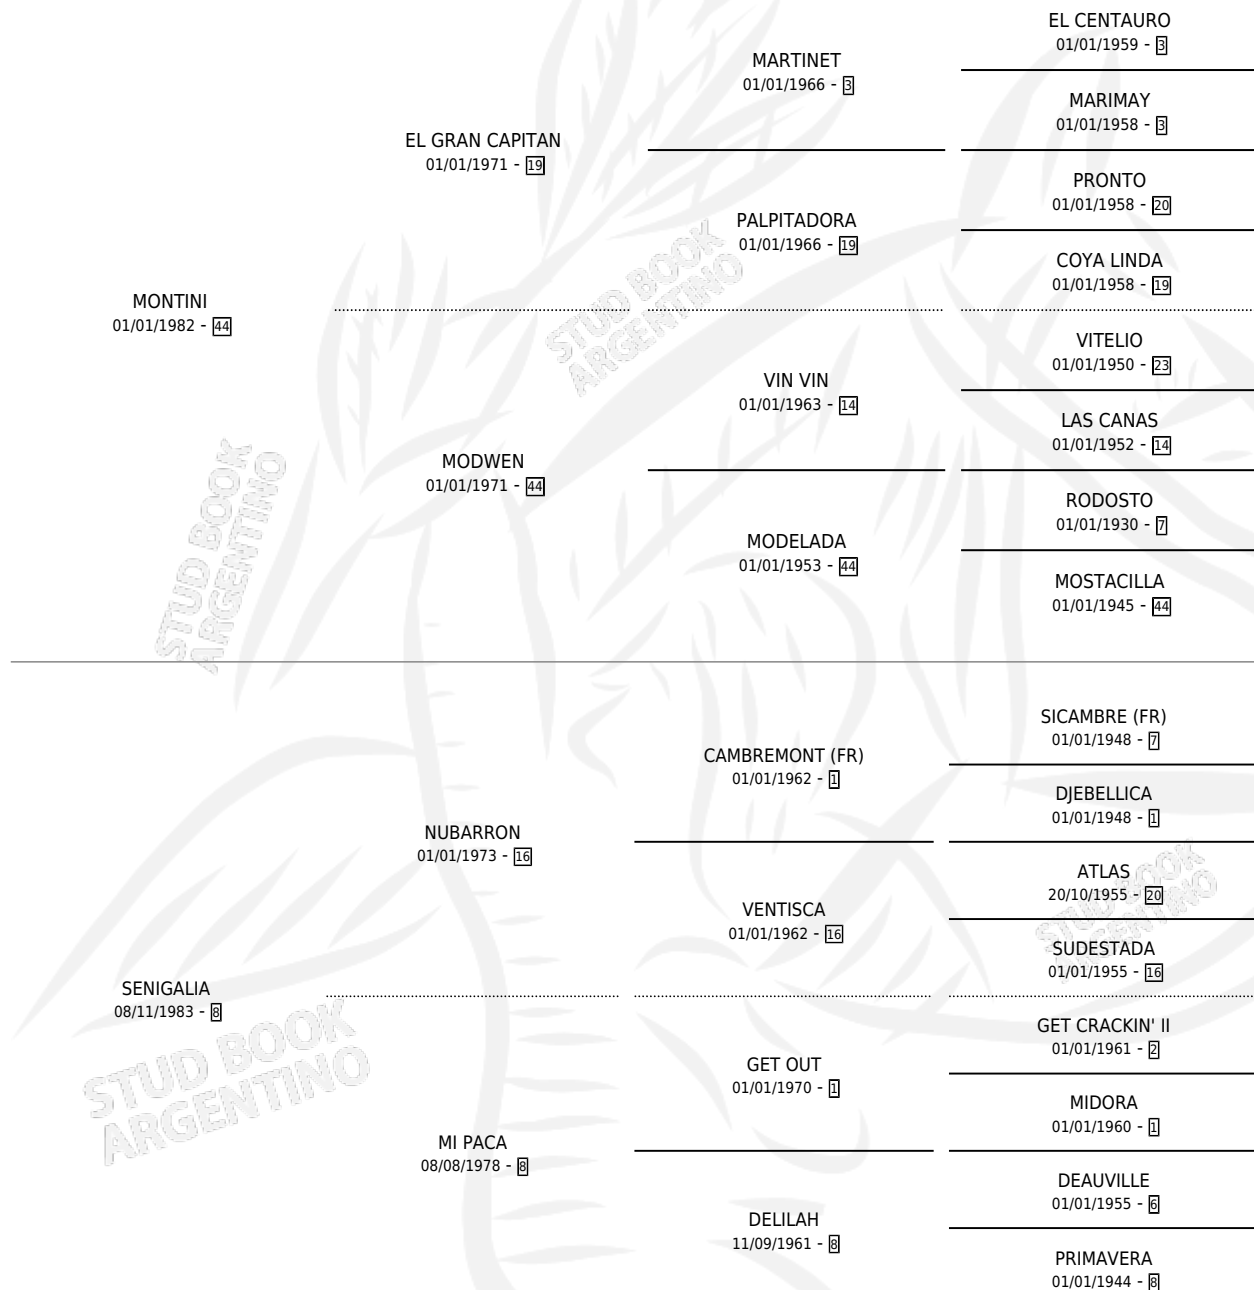 EL CENTAURO
01/01/1959 - 3
MARTINET
01/01/1966 - 3
MARIMAY
01/01/1958 - 3
EL GRAN CAPITAN
01/01/1971 - 19
PRONTO
01/01/1958 - 20
PALPITADORA
01/01/1966 - 19
COYA LINDA
01/01/1958 - 19
MONTINI
01/01/1982 - 44
VITELIO
01/01/1950 - 23
VIN VIN
01/01/1963 - 14
LAS CANAS
01/01/1952 - 14
MODWEN
01/01/1971 - 44
RODOSTO
01/01/1930 - 7
MODELADA
01/01/1953 - 44
MOSTACILLA
01/01/1945 - 44
SICAMBRE (FR)
01/01/1948 - 7
CAMBREMONT (FR)
01/01/1962 - 1
DJEBELLICA
01/01/1948 - 1
NUBARRON
01/01/1973 - 16
ATLAS
20/10/1955 - 20
VENTISCA
01/01/1962 - 16
SUDESTADA
01/01/1955 - 16
SENIGALIA
08/11/1983 - 8
GET CRACKIN' II
01/01/1961 - 2
GET OUT
01/01/1970 - 1
MIDORA
01/01/1960 - 1
MI PACA
08/08/1978 - 8
DEAUVILLE
01/01/1955 - 6
DELILAH
11/09/1961 - 8
PRIMAVERA
01/01/1944 - 8
STUD BOOK
ARGENTINO
STUD BOOK
ARGENTINO
STUD BOOK
ARGENTINO
STUD BOOK
ARGENTINO